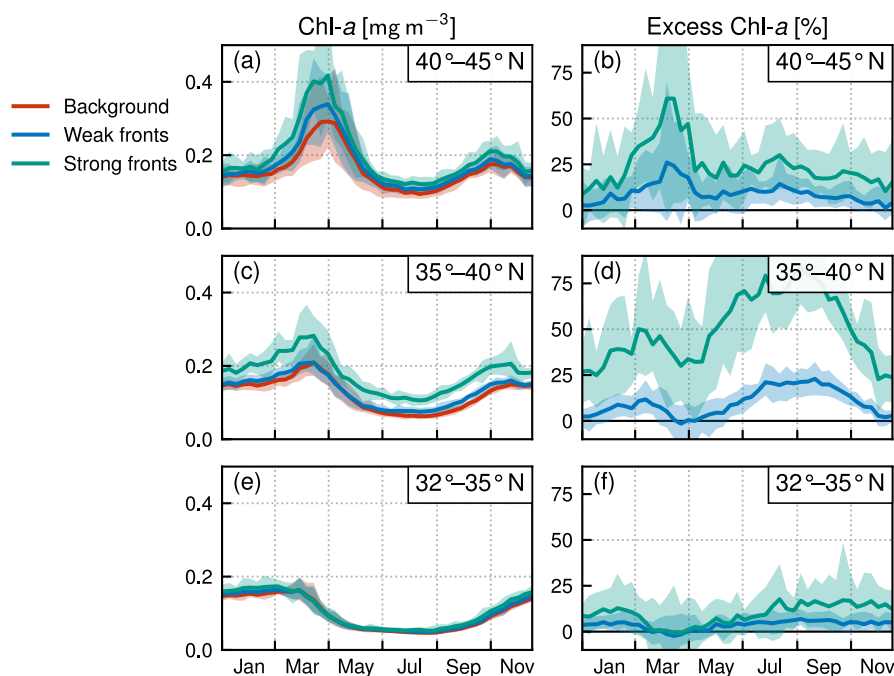 Chl-a [mg m⁻³]
Excess Chl-a [%]
Background
Weak fronts
Strong fronts
(a)
40°–45° N
0.4
0.2
0.0
(b)
40°–45° N
75
50
25
0
(c)
35°–40° N
0.4
0.2
0.0
(d)
35°–40° N
75
50
25
0
(e)
32°–35° N
0.4
0.2
0.0
Jan Mar May Jul Sep Nov
(f)
32°–35° N
75
50
25
0
Jan Mar May Jul Sep Nov